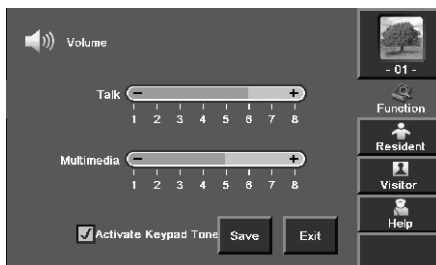 Volume
- 01 -
Talk
- +
1 2 3 4 5 6 7 8
Function
Resident
Multimedia
- +
1 2 3 4 5 6 7 8
Visitor
Activate Keypad Tone
Save
Exit
Help